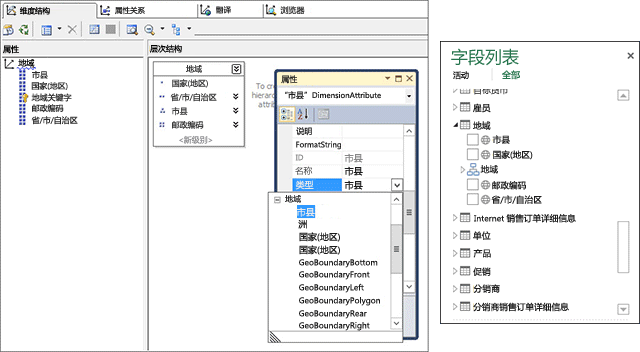 维度结构
属性关系
翻译
浏览器
属性
地域
市县
国家(地区)
地域关键字
邮政编码
省/市/自治区
层次结构
地域
国家(地区)
省/市/自治区
市县
邮政编码
<新级别>
To cre
hierarc
attrib
属性
"市县" DimensionAttribute
说明
FormatString
ID 市县
名称 市县
类型 市县
地域
市县
洲
国家(地区)
国家(地区)
GeoBoundaryBottom
GeoBoundaryFront
GeoBoundaryLeft
GeoBoundaryPolygon
GeoBoundaryRear
GeoBoundaryRight
字段列表
活动 全部
目标货币
雇员
地域
市县
国家(地区)
地域
邮政编码
省/市/自治区
Internet 销售订单详细信息
单位
产品
促销
分销商
分销商销售订单详细信息